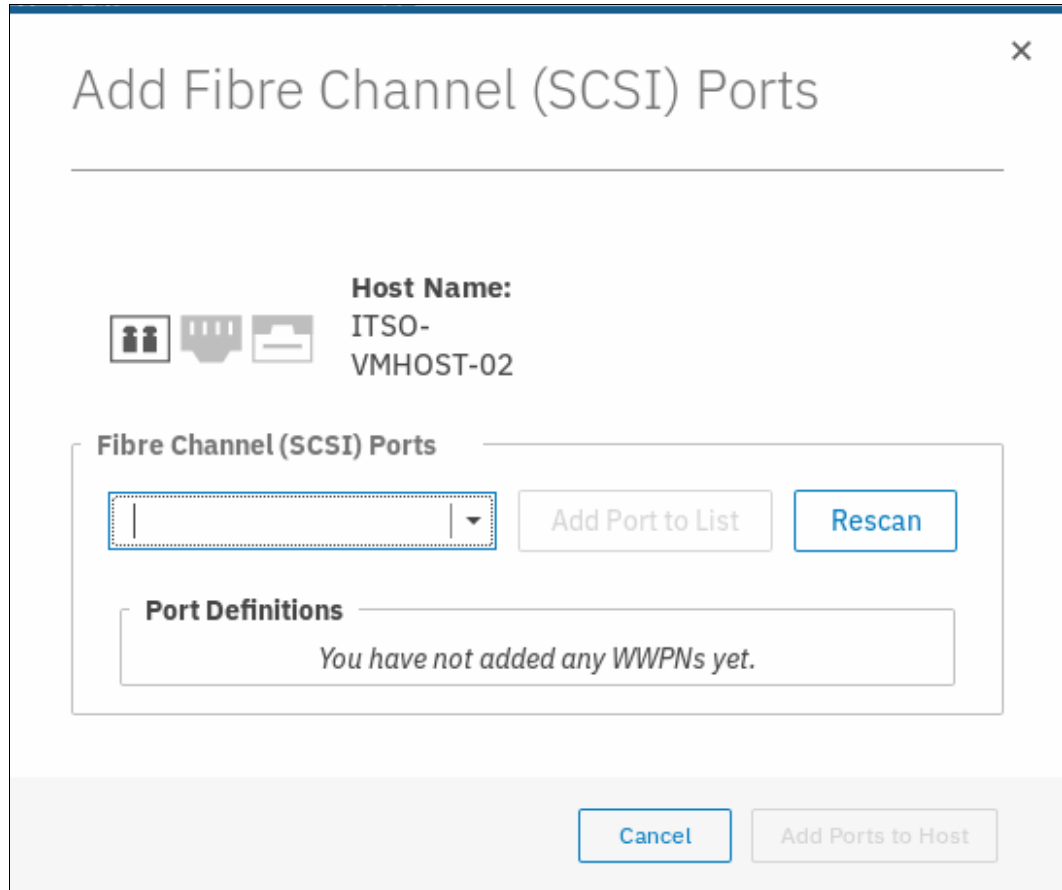 Add Fibre Channel (SCSI) Ports
Host Name:
ITSO-
VMHOST-02
Fibre Channel (SCSI) Ports
Add Port to List
Rescan
Port Definitions
You have not added any WWPNs yet.
Cancel
Add Ports to Host